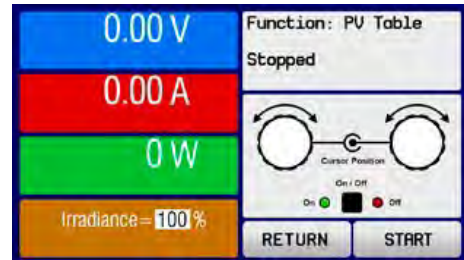 0.00 V
0.00 A
0 W
Irradiance= 100 %
Function: PV Table
Stopped
Cursor Position
On / Off
On
Off
RETURN
START